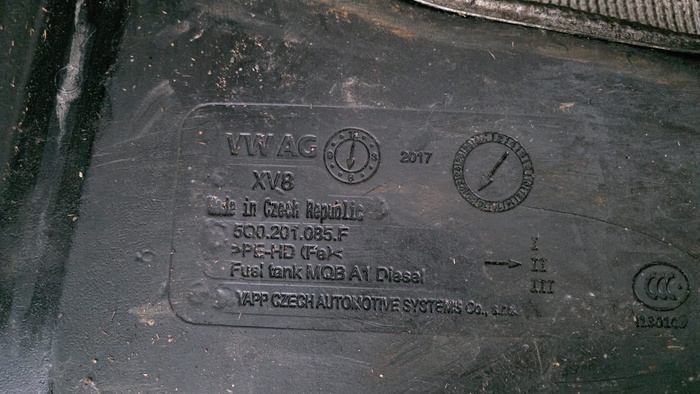 VW AG
2017
XV8
Made in Czech Republic
5Q0.201.085.F
>PE-HD (Fe)<
Fuel tank MQB A1 Diesel
YAPP CZECH AUTOMOTIVE SYSTEMS Co., s.r.o.
I
II
III
CCC